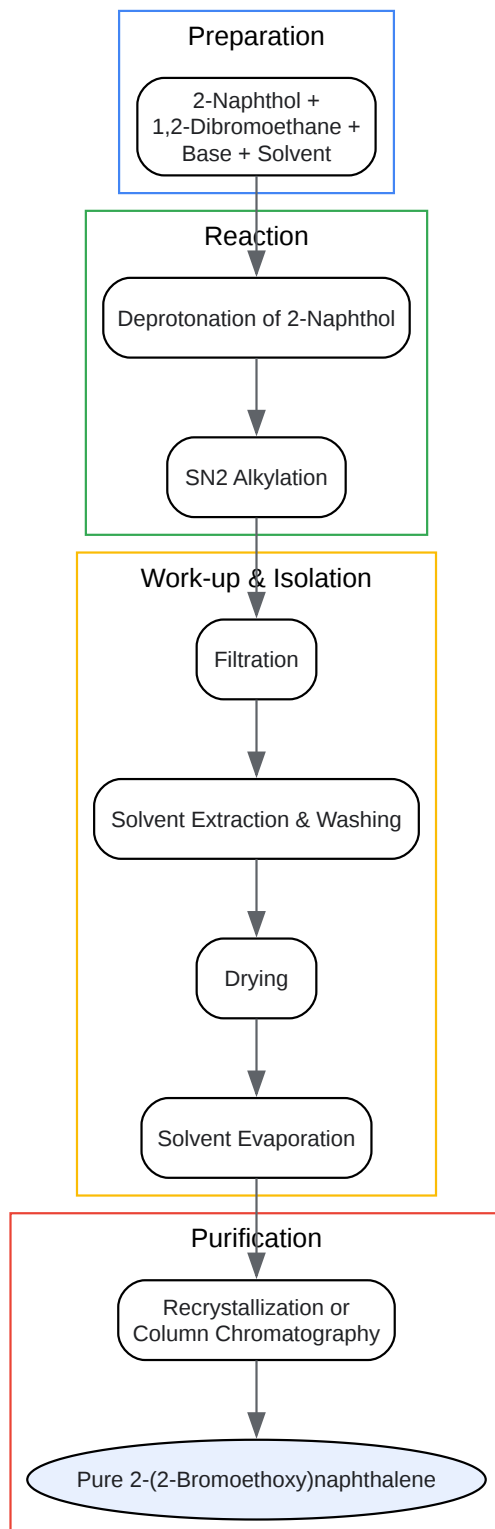 Preparation
2-Naphthol +
1,2-Dibromoethane +
Base + Solvent
Reaction
Deprotonation of 2-Naphthol
SN2 Alkylation
Work-up & Isolation
Filtration
Solvent Extraction & Washing
Drying
Solvent Evaporation
Purification
Recrystallization or
Column Chromatography
Pure 2-(2-Bromoethoxy)naphthalene